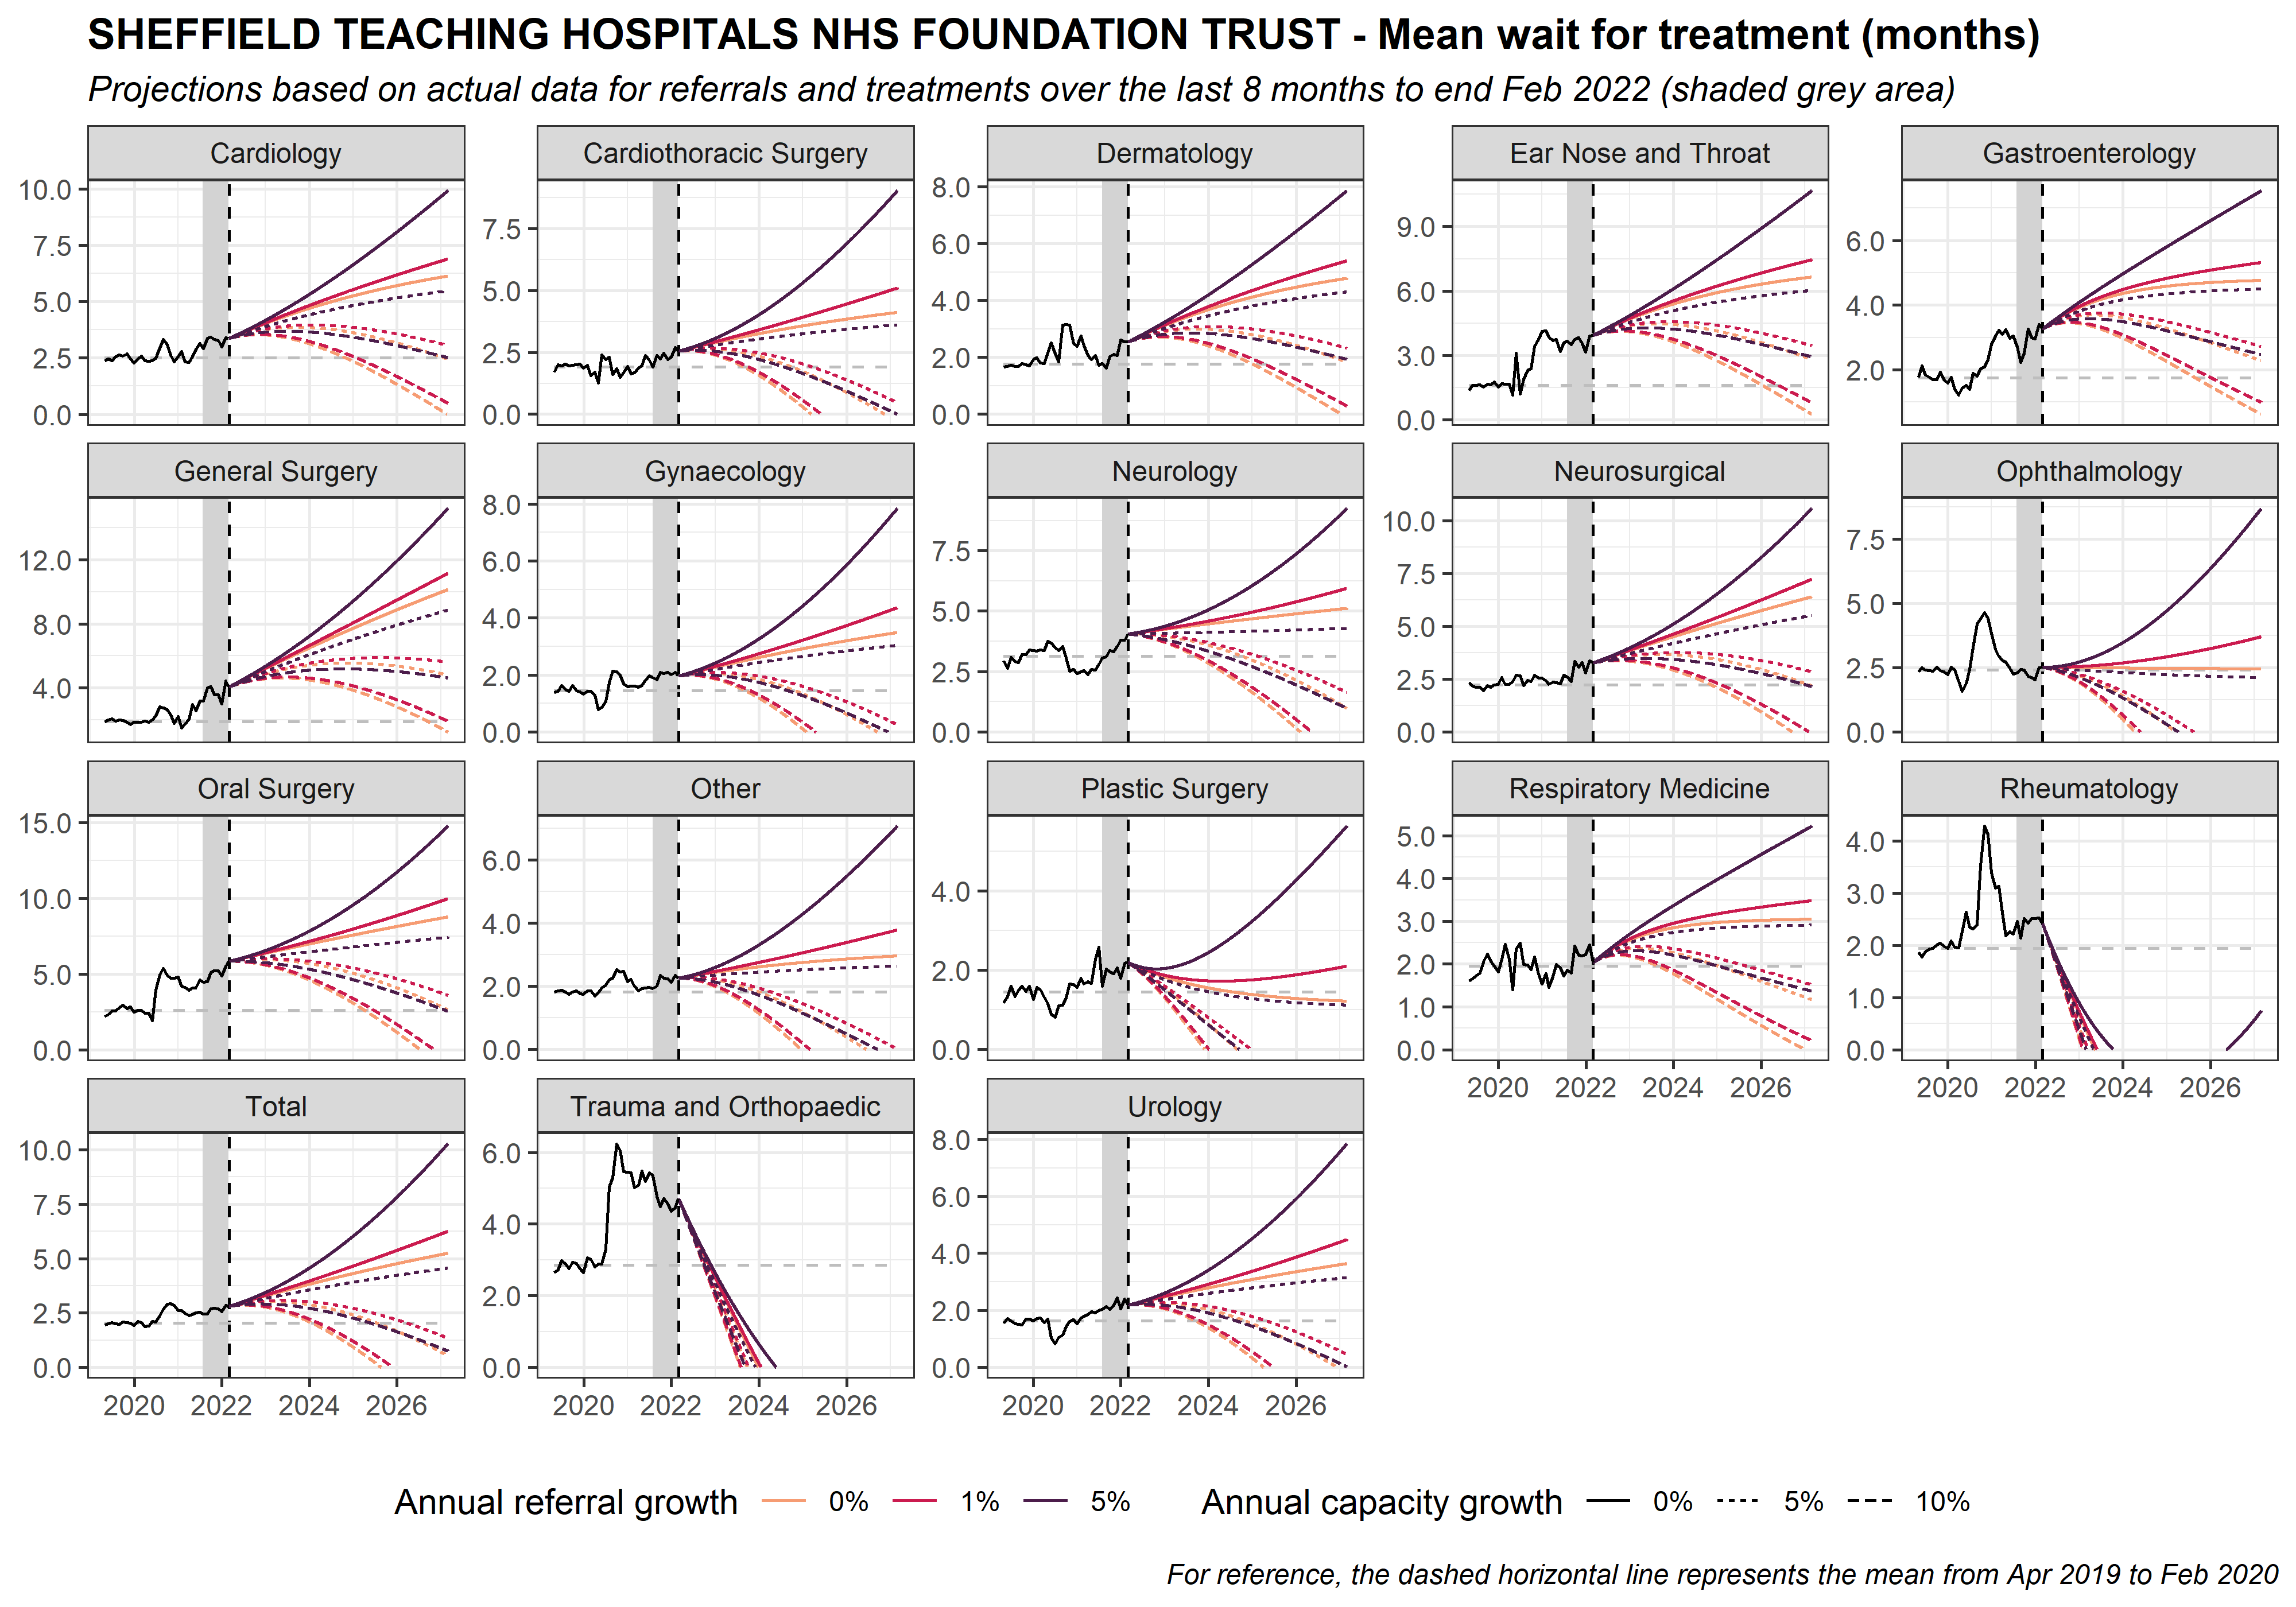 SHEFFIELD TEACHING HOSPITALS NHS FOUNDATION TRUST - Mean wait for treatment (months)
Projections based on actual data for referrals and treatments over the last 8 months to end Feb 2022 (shaded grey area)
Cardiology
Cardiothoracic Surgery
Dermatology
Ear Nose and Throat
Gastroenterology
10.0
7.5
5.0
2.5
0.0
7.5
5.0
2.5
0.0
8.0
6.0
4.0
2.0
0.0
9.0
6.0
3.0
0.0
6.0
4.0
2.0
General Surgery
Gynaecology
Neurology
Neurosurgical
Ophthalmology
12.0
8.0
4.0
8.0
6.0
4.0
2.0
0.0
7.5
5.0
2.5
0.0
10.0
7.5
5.0
2.5
0.0
7.5
5.0
2.5
0.0
Oral Surgery
Other
Plastic Surgery
Respiratory Medicine
Rheumatology
15.0
10.0
5.0
0.0
6.0
4.0
2.0
0.0
4.0
2.0
0.0
5.0
4.0
3.0
2.0
1.0
0.0
4.0
3.0
2.0
1.0
0.0
2020 2022 2024 2026
2020 2022 2024 2026
Total
Trauma and Orthopaedic
Urology
10.0
7.5
5.0
2.5
0.0
6.0
4.0
2.0
0.0
8.0
6.0
4.0
2.0
0.0
2020 2022 2024 2026
2020 2022 2024 2026
2020 2022 2024 2026
Annual referral growth 0% 1% 5% Annual capacity growth 0% 5% 10%
For reference, the dashed horizontal line represents the mean from Apr 2019 to Feb 2020